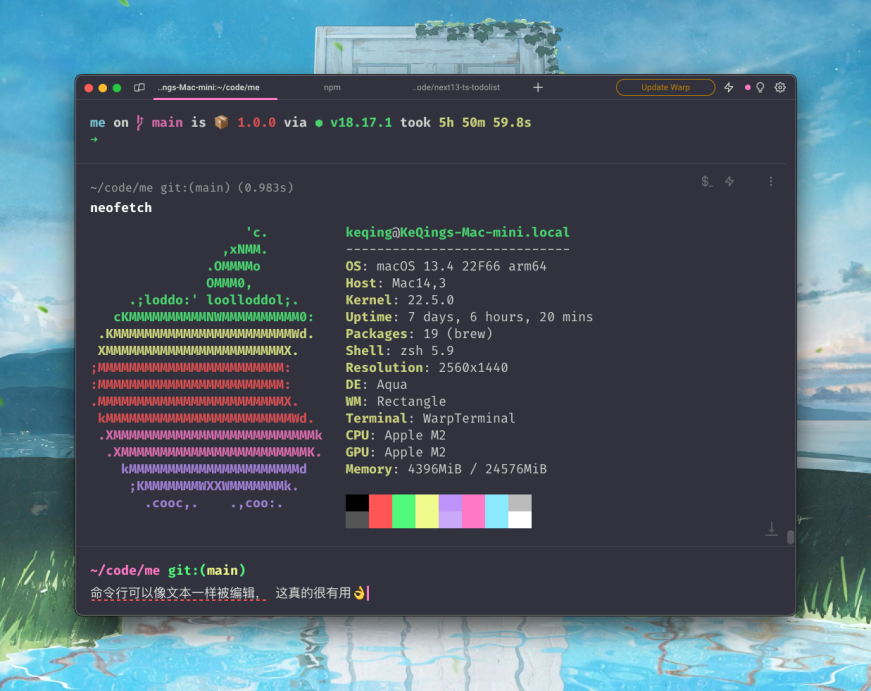 ..ngs-Mac-mini:~/code/me npm ..ode/next13-ts-todolist + Update Warp
me on main is 📦 1.0.0 via ⬢ v18.17.1 took 5h 50m 59.8s
→
~/code/me git:(main) (0.983s) $_
neofetch
'c. keqing@KeQings-Mac-mini.local
,xNMM. -----------------------------
.OMMMMo OS: macOS 13.4 22F66 arm64
OMMM0, Host: Mac14,3
.;loddo:' loolloddol;. Kernel: 22.5.0
cKMMMMMMMMMMNWMMMMMMMMMM0: Uptime: 7 days, 6 hours, 20 mins
.KMMMMMMMMMMMMMMMMMMMMMMMWd. Packages: 19 (brew)
XMMMMMMMMMMMMMMMMMMMMMMMX. Shell: zsh 5.9
;MMMMMMMMMMMMMMMMMMMMMMMM: Resolution: 2560x1440
:MMMMMMMMMMMMMMMMMMMMMMMM: DE: Aqua
.MMMMMMMMMMMMMMMMMMMMMMMMX. WM: Rectangle
kMMMMMMMMMMMMMMMMMMMMMMMMWd. Terminal: WarpTerminal
.XMMMMMMMMMMMMMMMMMMMMMMMMMMk CPU: Apple M2
.XMMMMMMMMMMMMMMMMMMMMMMMMK. GPU: Apple M2
kMMMMMMMMMMMMMMMMMMMMMMd Memory: 4396MiB / 24576MiB
;KMMMMMMMWXXWMMMMMMMk.
.cooc,. .,coo:.
~/code/me git:(main)
命令行可以像文本一样被编辑， 这真的很有用👌